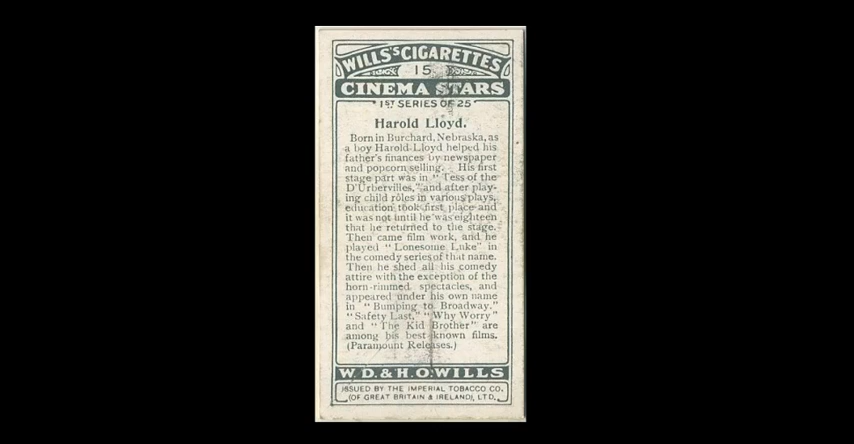 WILLS'S CIGARETTES
15
CINEMA STARS
1ST SERIES OF 25
Harold Lloyd.
Born in Burchard, Nebraska, as
a boy Harold Lloyd helped his
father's finances by newspaper
and popcorn selling. His first
stage part was in "Tess of the
D'Urbervilles," and after play-
ing child rôles in various plays,
education took first place and
it was not until he was eighteen
that he returned to the stage.
Then came film work, and he
played "Lonesome Luke" in
the comedy series of that name.
Then he shed all his comedy
attire with the exception of the
horn-rimmed spectacles, and
appeared under his own name
in "Bumping to Broadway."
"Safety Last," "Why Worry"
and "The Kid Brother" are
among his best known films.
(Paramount Releases.)
W. D. & H. O. WILLS
ISSUED BY THE IMPERIAL TOBACCO CO.
(OF GREAT BRITAIN & IRELAND), LTD.